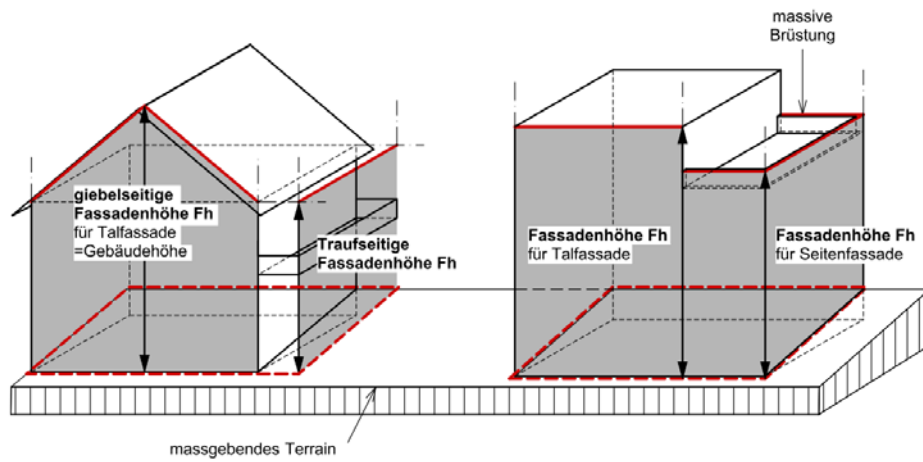 massive
Brüstung
giebelseitige
Fassadenhöhe Fh
für Talfassade
=Gebäudehöhe
Traufseitige
Fassadenhöhe Fh
Fassadenhöhe Fh
für Talfassade
Fassadenhöhe Fh
für Seitenfassade
massgebendes Terrain